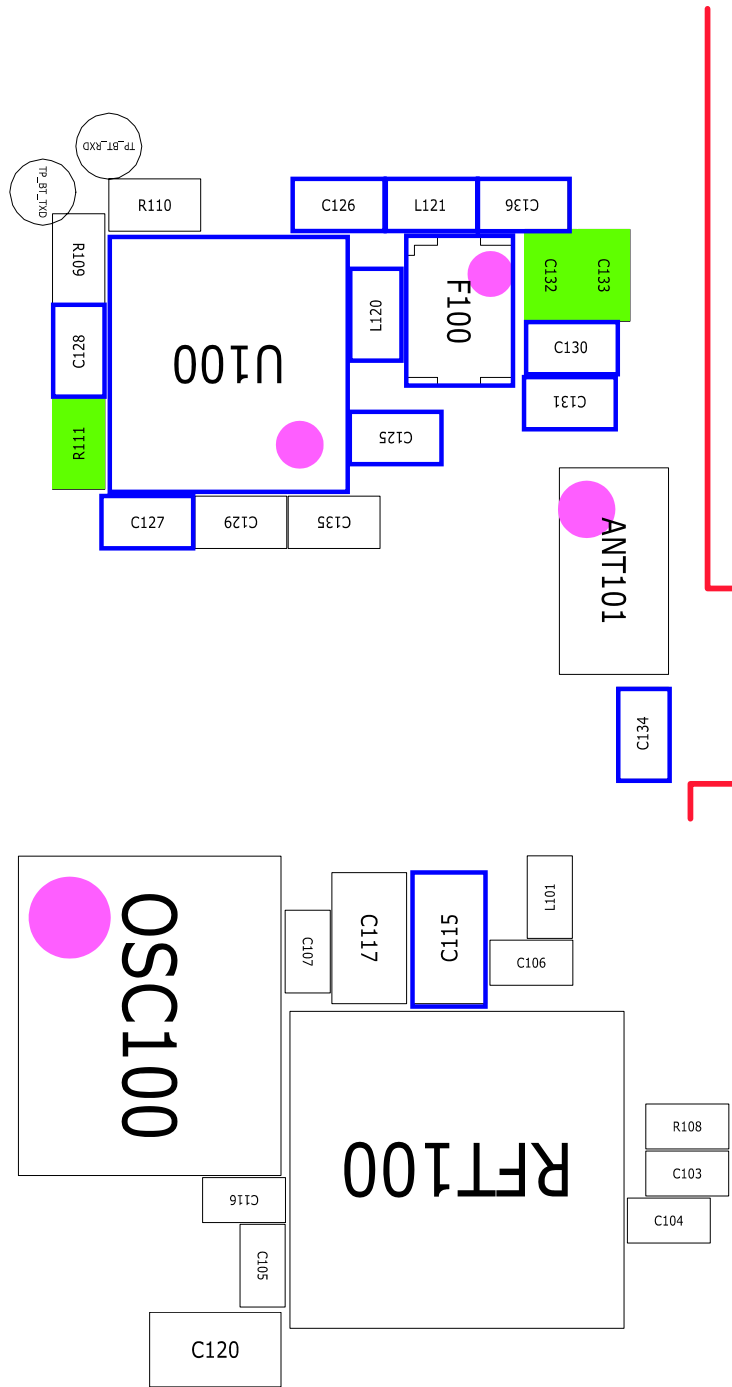 TP_BT_RXD
TP_BT_TXD
R110
C126
L121
C136
R109
C132
C133
L120
F100
C128
U100
C130
C131
R111
C125
C127
C129
C135
ANT101
C134
L101
OSC100
C107
C117
C115
C106
R108
RFT100
C103
C116
C104
C105
C120